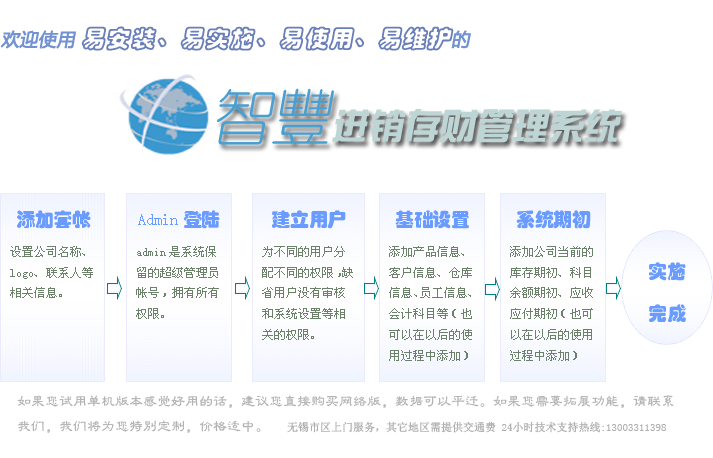 欢迎使用 易安装、易实施、易使用、易维护的
智豐进销存财管理系统
添加套帐
设置公司名称、
logo、联系人等
相关信息。
Admin 登陆
admin 是系统保
留的超级管理员
帐号，拥有所有
权限。
建立用户
为不同的用户分
配不同的权限,缺
省用户没有审核
和系统设置等相
关的权限。
基础设置
添加产品信息、
客户信息、仓库
信息、员工信息、
会计科目等（也
可以在以后的使
用过程中添加）
系统期初
添加公司当前的
库存期初、科目
余额期初、应收
应付期初（也可
以在以后的使用
过程中添加）
实施
完成
如果您试用单机版本感觉好用的话，建议您直接购买网络版，数据可以平迁。如果您需要拓展功能，请联系
我们，我们将为您特别定制，价格适中。 无锡市区上门服务，其它地区需提供交通费 24小时技术支持热线:13003311398